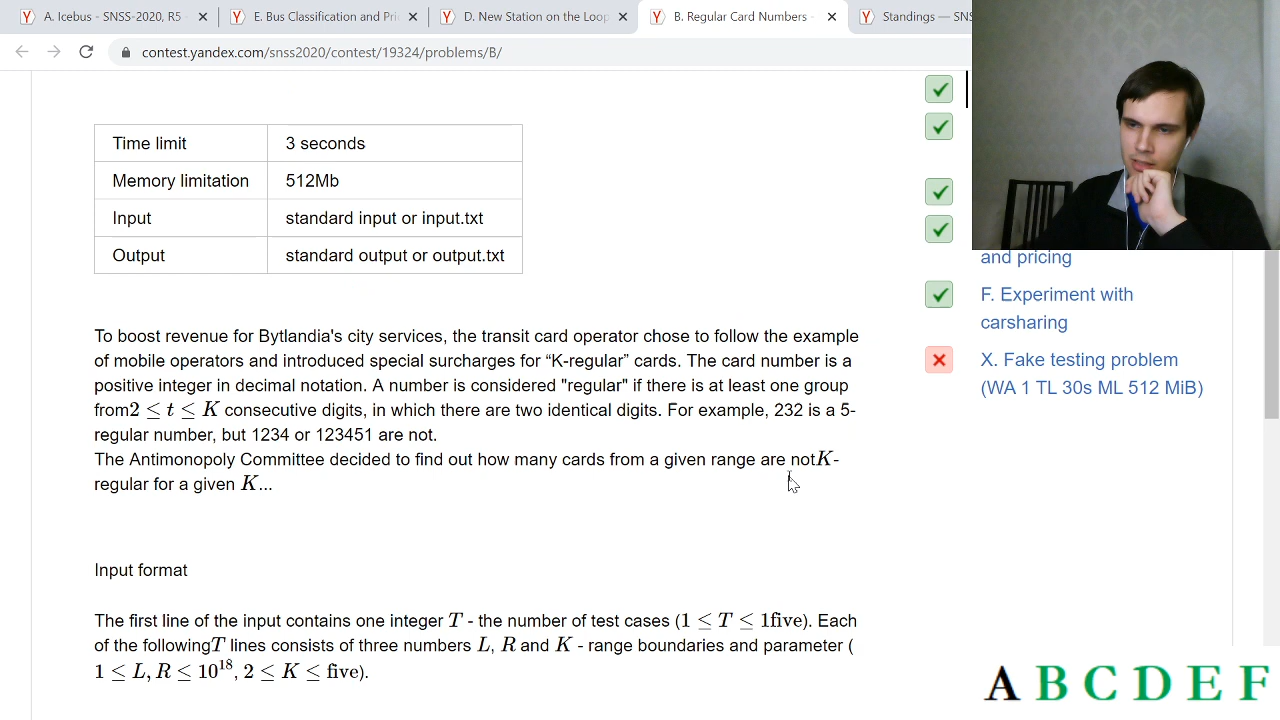 A. Icebus - SNSS-2020, R5
E. Bus Classification and Pri
D. New Station on the Loop
B. Regular Card Numbers -
Standings — SNS
contest.yandex.com/snss2020/contest/19324/problems/B/
Time limit 3 seconds
Memory limitation 512Mb
Input standard input or input.txt
Output standard output or output.txt
and pricing
F. Experiment with
carsharing
X. Fake testing problem
(WA 1 TL 30s ML 512 MiB)
To boost revenue for Bytlandia's city services, the transit card operator chose to follow the example
of mobile operators and introduced special surcharges for “K-regular” cards. The card number is a
positive integer in decimal notation. A number is considered "regular" if there is at least one group
from2 ≤ t ≤ K consecutive digits, in which there are two identical digits. For example, 232 is a 5-
regular number, but 1234 or 123451 are not.
The Antimonopoly Committee decided to find out how many cards from a given range are notK-
regular for a given K...
Input format
The first line of the input contains one integer T - the number of test cases (1 ≤ T ≤ 1five). Each
of the followingT lines consists of three numbers L, R and K - range boundaries and parameter (
1 ≤ L, R ≤ 10^18, 2 ≤ K ≤ five).
A B C D E F